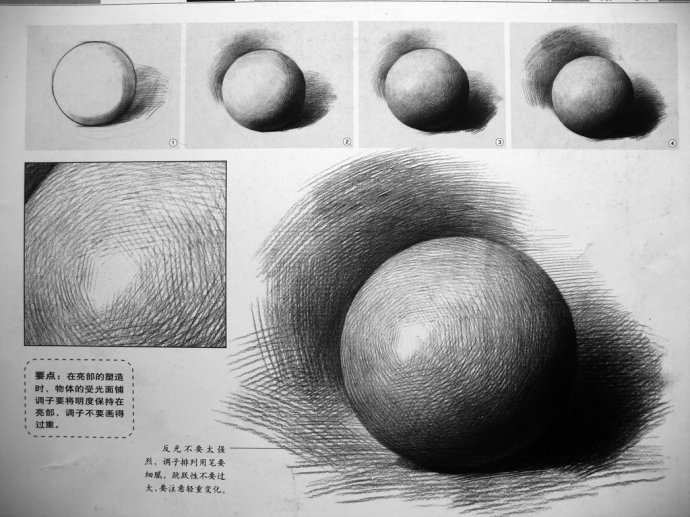 ①
②
③
④
要点：在亮部的塑造
时，物体的受光面铺
调子要将明度保持在
亮部，调子不要画得
过重。
反光不要太强
烈，调子排列用笔要
细腻，跳跃性不要过
大，要注意轻重变化。